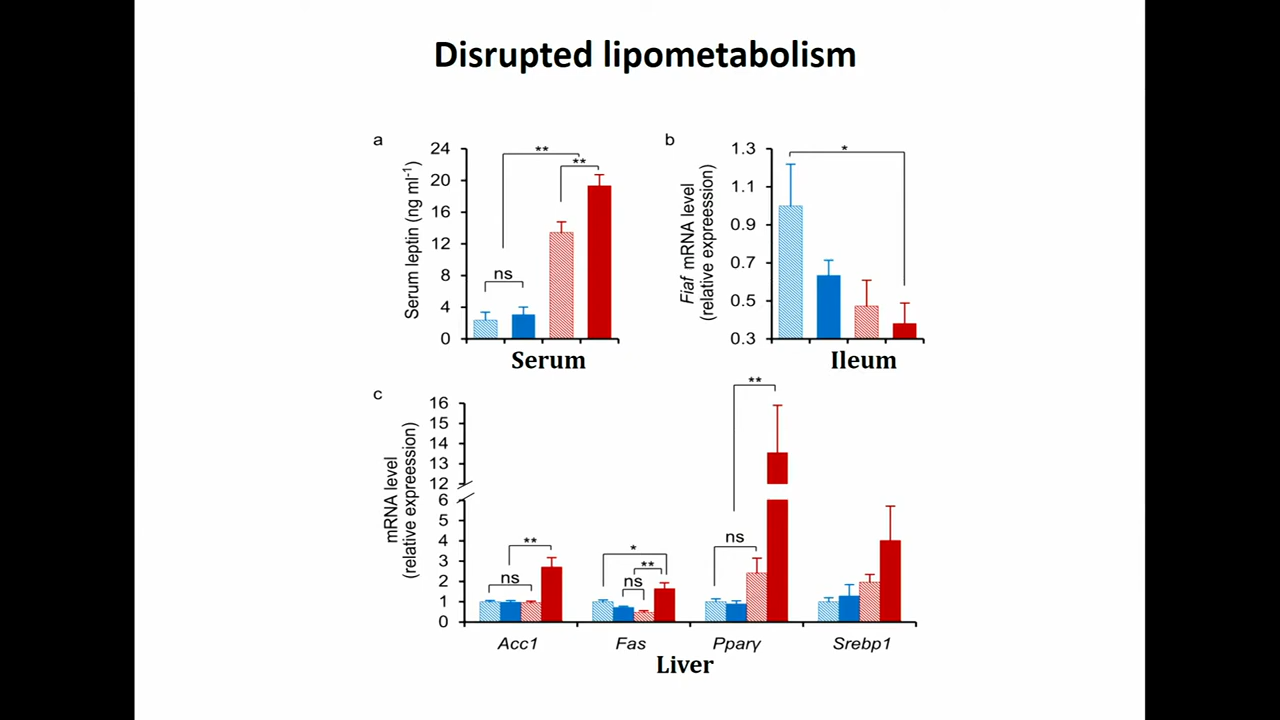 Disrupted lipometabolism
a
Serum leptin (ng ml-1)
24
20
16
12
8
4
0
**
**
ns
Serum
b
Fiaf mRNA level
(relative expreession)
1.3
1.1
0.9
0.7
0.5
0.3
*
Ileum
c
mRNA level
(relative expreession)
16
15
14
13
12
6
5
4
3
2
1
0
ns
**
*
ns
**
ns
**
Acc1 Fas Pparγ Srebp1
Liver